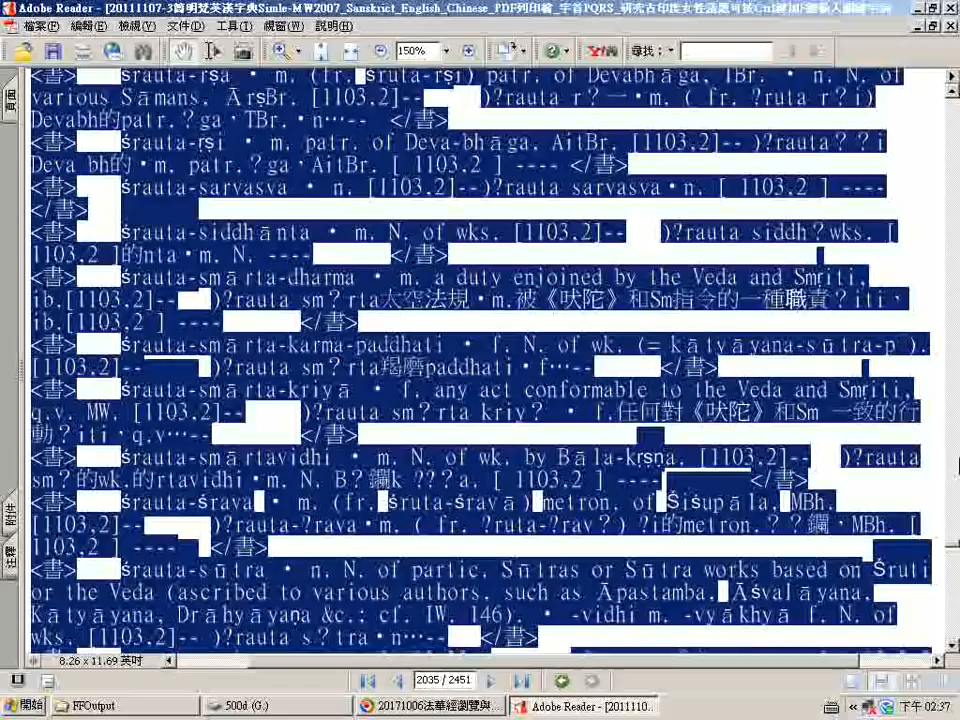 Adobe Reader - [20111107-3簡明梵英漢字典Simle-MW2007_Sanskrit_English_Chinese_PDF列印輸_字首PQRS_研究古印度女性議題可按Ctrl
檔案(F) 編輯(E) 檢視(V) 文件(D) 工具(T) 視窗(W) 說明(H)
150% 尋找：
頁面
<書> śrauta-rṣa ‧ m. (fr. śruta-rṣi) patr. of Devabhāga, TBr. ‧ n. N. of
various Sāmans, ĀrṣBr. [1103,2]-- )?rauta r?一‧m. ( fr. ?ruta r?i)
Devabh的patr.?ga，TBr.‧n…-- </書>
<書> śrauta-rṣi ‧ m. patr. of Deva-bhāga, AitBr. [1103,2]-- )?rauta??i
Deva bh的‧m. patr.?ga，AitBr. [ 1103,2 ] ---- </書>
<書> śrauta-sarvasva ‧ n. [1103,2]--)?rauta sarvasva‧n. [ 1103,2 ] ----
</書>
<書> śrauta-siddhānta ‧ m. N. of wks. [1103,2]-- )?rauta siddh?wks. [
1103,2 ]的nta‧m. N. ---- </書>
<書> śrauta-smārta-dharma ‧ m. a duty enjoined by the Veda and Smṛiti,
ib.[1103,2]-- )?rauta sm?rta太空法規‧m.被《吠陀》和Sm指令的一種職責?iti，
ib.[1103,2 ] ---- </書>
<書> śrauta-smārta-karma-paddhati ‧ f. N. of wk. (= kātyāyana-sūtra-p ).
[1103,2]-- )?rauta sm?rta羯磨paddhati‧f…-- </書>
<書> śrauta-smārta-kriyā ‧ f. any act conformable to the Veda and Smṛiti,
q.v. MW. [1103,2]-- )?rauta sm?rta kriy? ‧ f.任何對《吠陀》和Sm 一致的行
動?iti，q.v…-- </書>
<書> śrauta-smārtavidhi ‧ m. N. of wk. by Bāla-kṛṣṇa. [1103,2]-- )?rauta
sm?的wk.的rtavidhi‧m. N. B?鑭k ???a. [ 1103,2 ] ---- </書>
<書> śrauta-śrava ‧ m. (fr. śruta-śravā) metron. of Śiśupāla, MBh.
[1103,2]-- )?rauta-?rava‧m. ( fr. ?ruta-?rav?) ?i的metron.??鑭，MBh. [
1103,2 ] ---- </書>
<書> śrauta-sūtra ‧ n. N. of partic. Sūtras or Sūtra works based on Śruti
or the Veda (ascribed to various authors, such as Āpastamba, Āśvalāyana,
Kātyāyana, Drāhyāyaṇa &c.; cf. IW. 146). ‧ -vidhi m. -vyākhyā f. N. of
wks. [1103,2]-- )?rauta s?tra‧n…-- </書>
附件
註釋
8.26 x 11.69 英吋
2035 / 2451
開始 FFOutput 500d (G:) 20171006法華經瀏覽與... Adobe Reader - [2011110... 下午 02:37